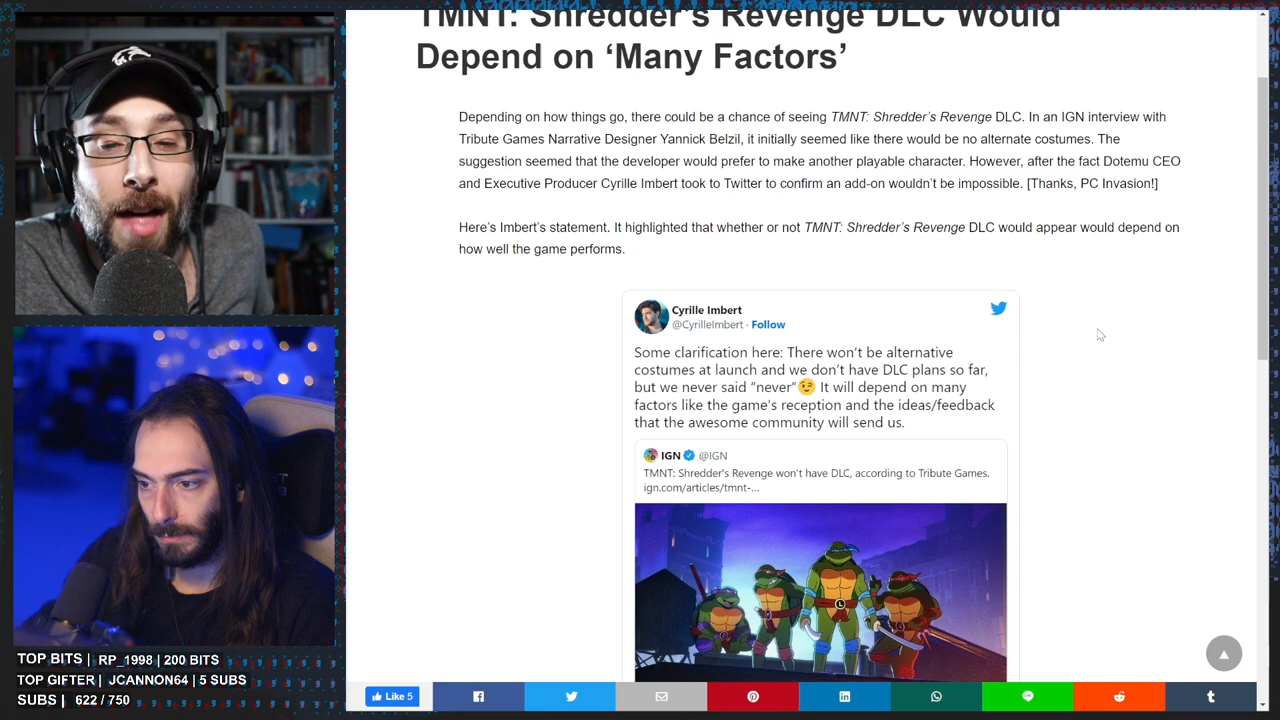 TMNT: Shredder's Revenge DLC Would
Depend on ‘Many Factors’
Depending on how things go, there could be a chance of seeing TMNT: Shredder’s Revenge DLC. In an IGN interview with
Tribute Games Narrative Designer Yannick Belzil, it initially seemed like there would be no alternate costumes. The
suggestion seemed that the developer would prefer to make another playable character. However, after the fact Dotemu CEO
and Executive Producer Cyrille Imbert took to Twitter to confirm an add-on wouldn’t be impossible. [Thanks, PC Invasion!]
Here’s Imbert’s statement. It highlighted that whether or not TMNT: Shredder’s Revenge DLC would appear would depend on
how well the game performs.
Cyrille Imbert
@CyrilleImbert · Follow
Some clarification here: There won’t be alternative
costumes at launch and we don’t have DLC plans so far,
but we never said “never”😉 It will depend on many
factors like the game's reception and the ideas/feedback
that the awesome community will send us.
IGN @IGN
TMNT: Shredder's Revenge won't have DLC, according to Tribute Games.
ign.com/articles/tmnt-…
TOP BITS | RP_1998 | 200 BITS
TOP GIFTER | JCANNON64 | 5 SUBS
SUBS | 622 / 750
Like 5